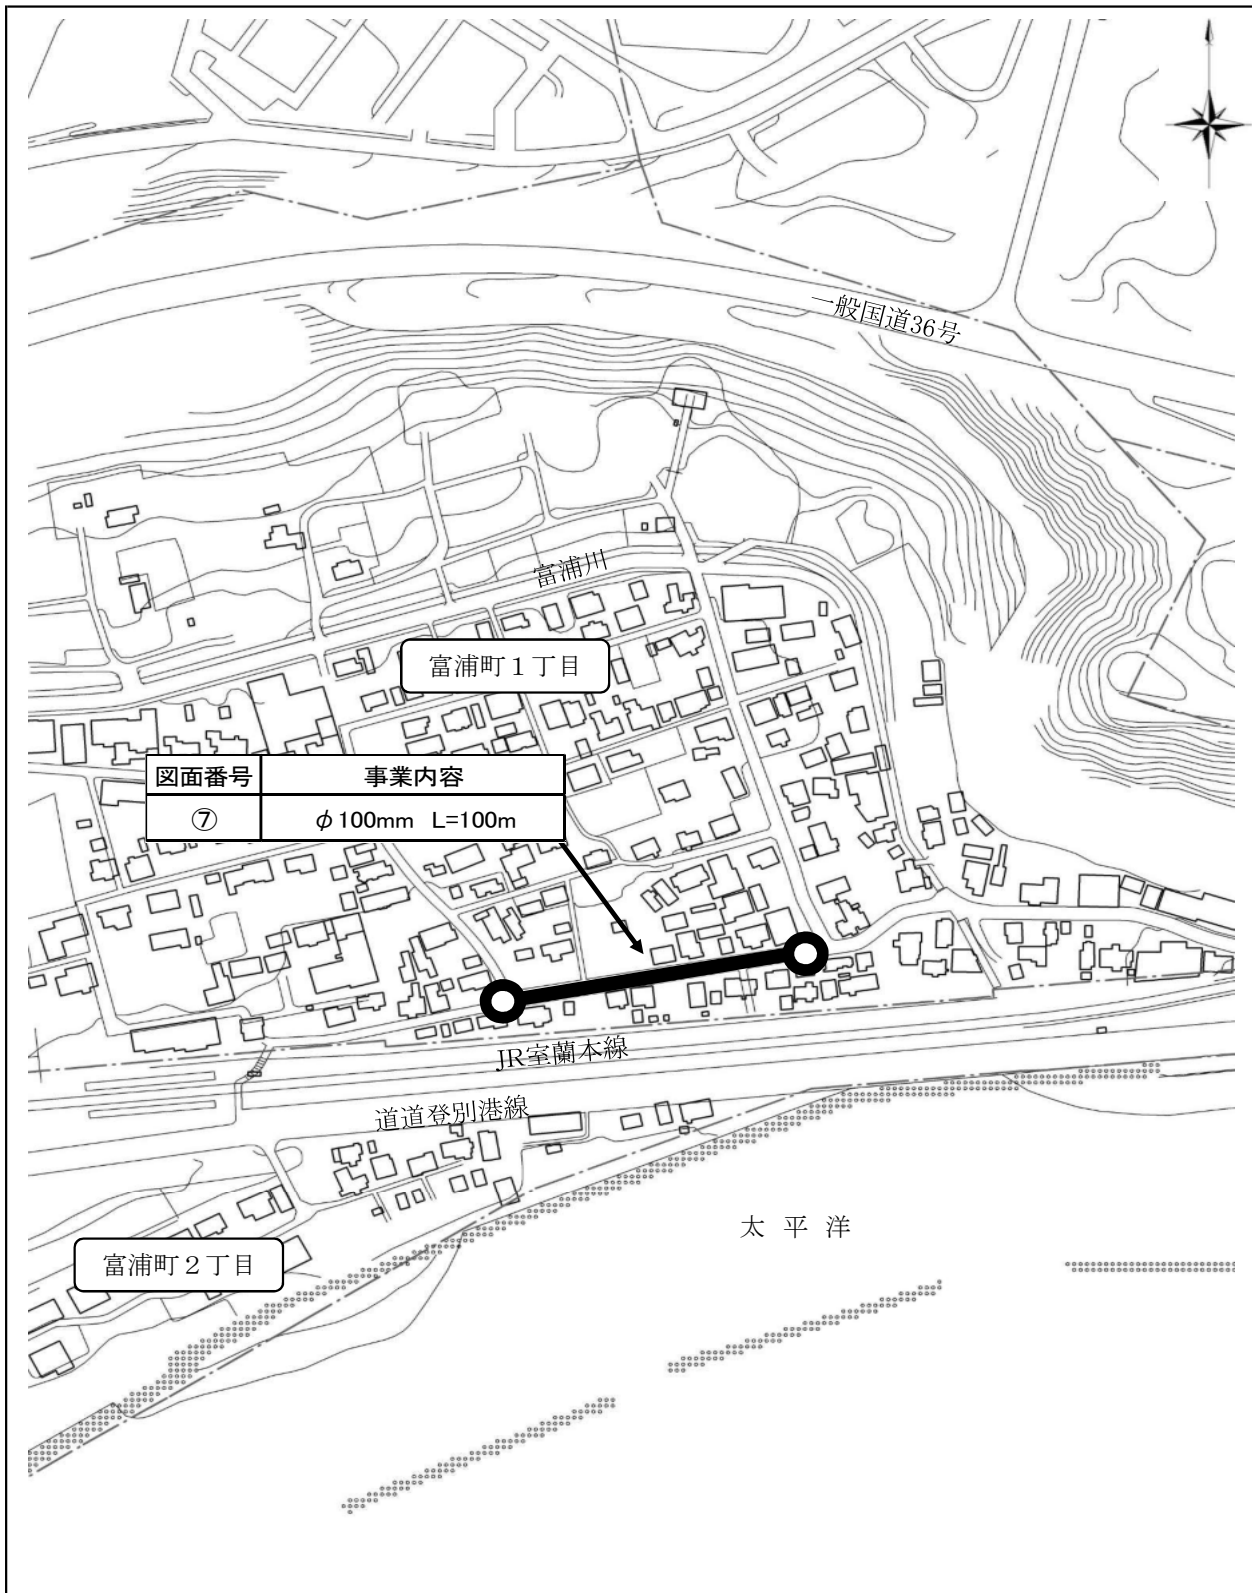 一般国道36号
富浦川
富浦町１丁目
図面番号 事業内容
⑦ φ100mm L=100m
JR室蘭本線
道道登別港線
太平洋
富浦町２丁目